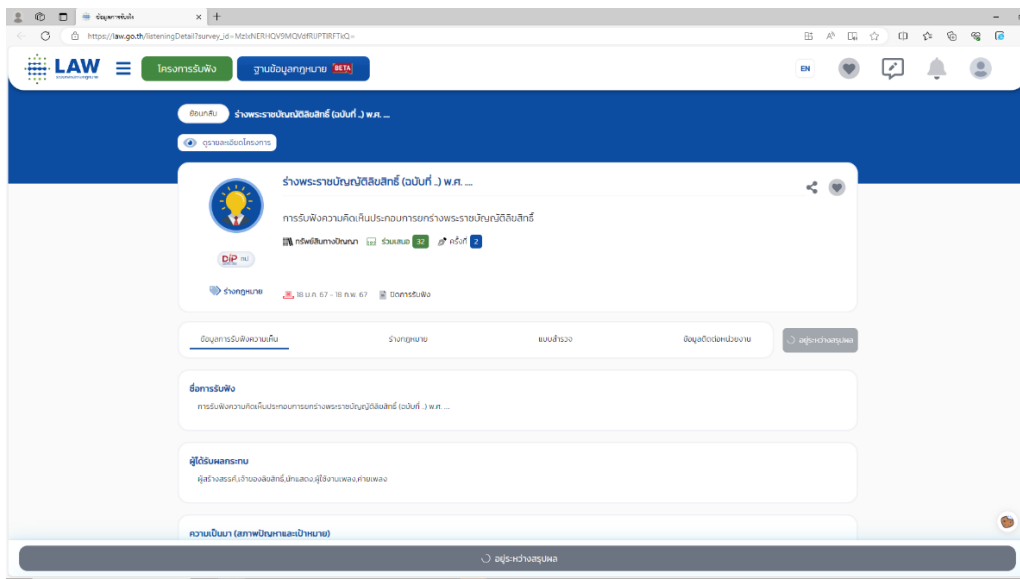 ข้อมูลการรับฟัง
https://law.go.th/listeningDetail?survey_id=MzIxNERHQV9MQVdfRlJPTlRFTkQ=
LAW
โครงการรับฟัง
ฐานข้อมูลกฎหมาย BETA
EN
ย้อนกลับ
ร่างพระราชบัญญัติลิขสิทธิ์ (ฉบับที่ ..) พ.ศ. ....
ดูรายละเอียดโครงการ
ร่างพระราชบัญญัติลิขสิทธิ์ (ฉบับที่ ..) พ.ศ. ....
การรับฟังความคิดเห็นประกอบการยกร่างพระราชบัญญัติลิขสิทธิ์
ทรัพย์สินทางปัญญา ร่วมเสนอ 32 ครั้งที่ 2
DIP ทป
ร่างกฎหมาย
18 ม.ค. 67 - 18 ก.พ. 67 ปิดการรับฟัง
ข้อมูลการรับฟังความเห็น
ร่างกฎหมาย
แบบสำรวจ
ข้อมูลติดต่อหน่วยงาน
อยู่ระหว่างสรุปผล
ชื่อการรับฟัง
การรับฟังความคิดเห็นประกอบการยกร่างพระราชบัญญัติลิขสิทธิ์ (ฉบับที่ ..) พ.ศ. ....
ผู้ได้รับผลกระทบ
ผู้สร้างสรรค์,เจ้าของลิขสิทธิ์,นักแสดง,ผู้ใช้งานเพลง,ค่ายเพลง
ความเป็นมา (สภาพปัญหาและเป้าหมาย)
อยู่ระหว่างสรุปผล